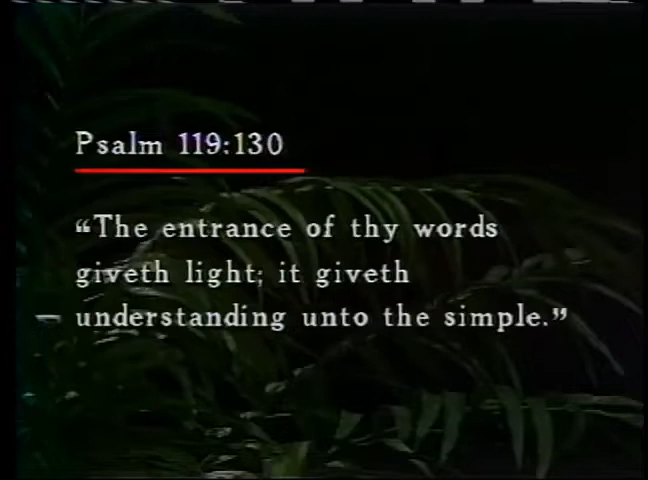 Psalm 119:130
“The entrance of thy words
giveth light; it giveth
understanding unto the simple.”